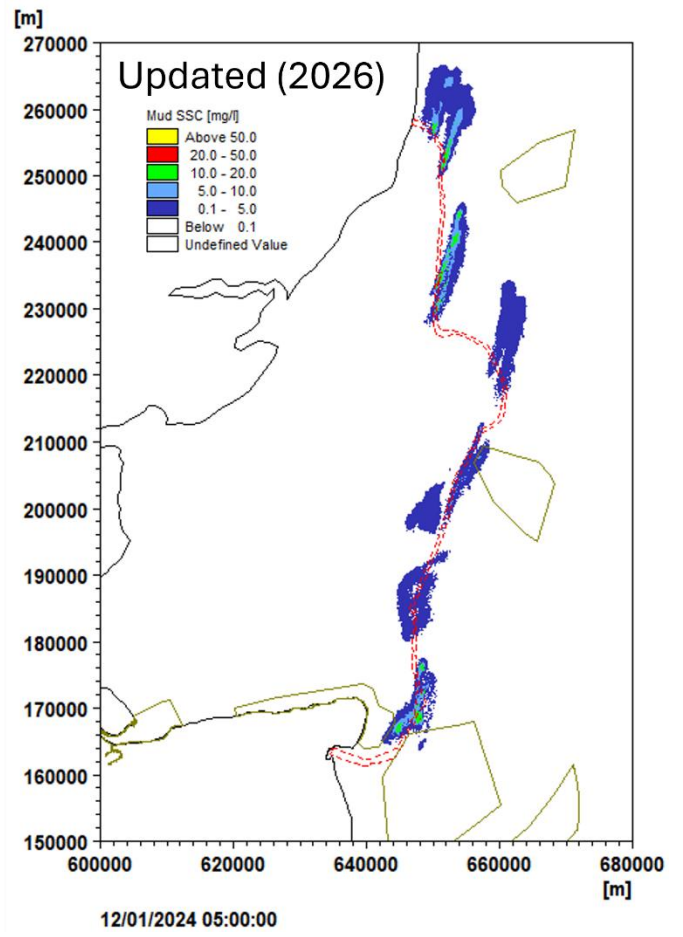 [m]
270000
Updated (2026)
260000
Mud SSC [mg/l]
Above 50.0
20.0 - 50.0
10.0 - 20.0
5.0 - 10.0
0.1 - 5.0
Below 0.1
Undefined Value
250000
240000
230000
220000
210000
200000
190000
180000
170000
160000
150000
600000 620000 640000 660000 680000
[m]
12/01/2024 05:00:00